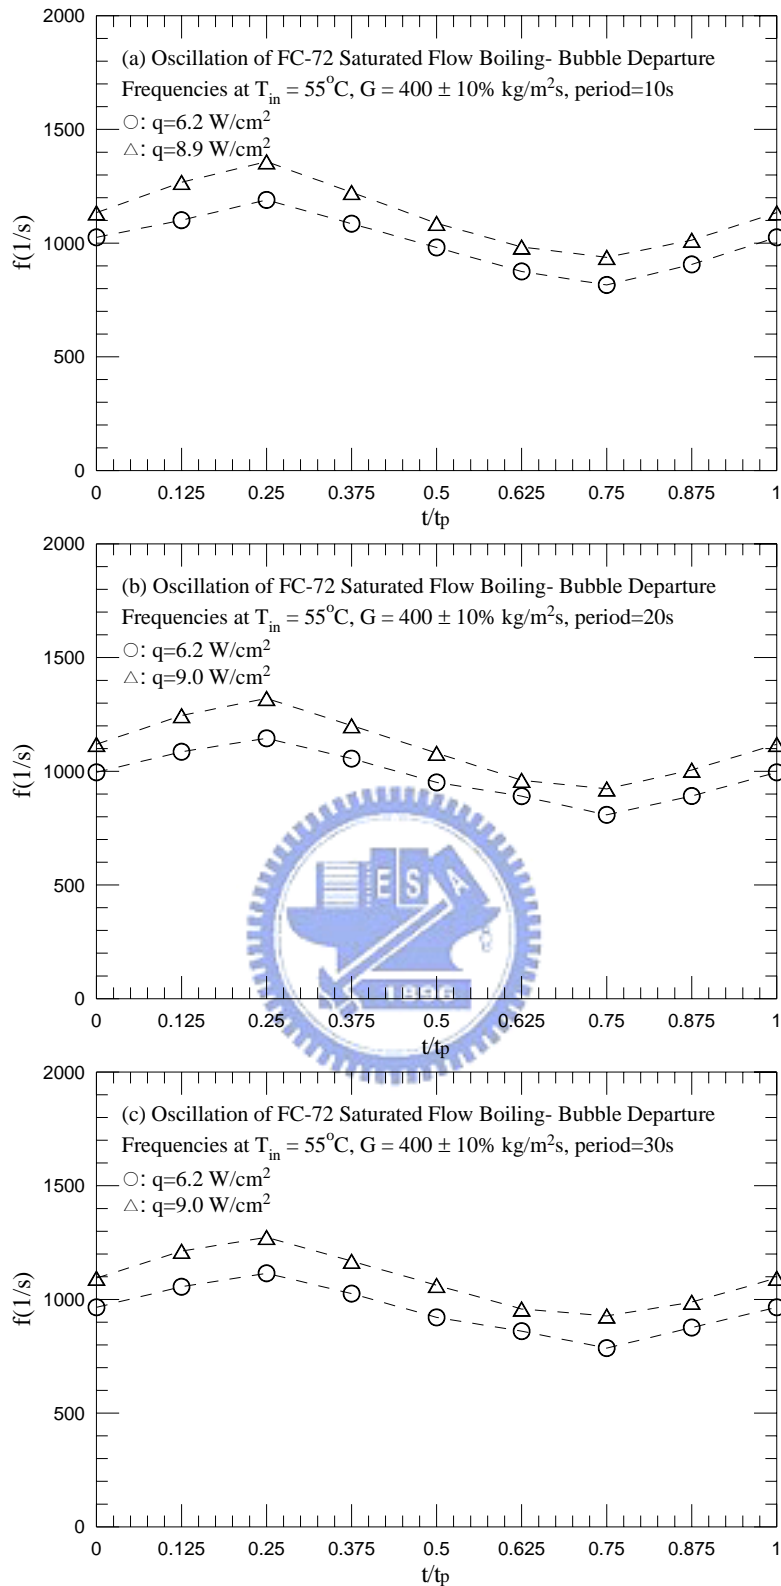 2000
(a) Oscillation of FC-72 Saturated Flow Boiling- Bubble Departure
Frequencies at T_in = 55°C, G = 400 ± 10% kg/m²s, period=10s
○: q=6.2 W/cm²
△: q=8.9 W/cm²
1500
1000
500
0
f(1/s)
0 0.125 0.25 0.375 0.5 0.625 0.75 0.875 1
t/tp
2000
(b) Oscillation of FC-72 Saturated Flow Boiling- Bubble Departure
Frequencies at T_in = 55°C, G = 400 ± 10% kg/m²s, period=20s
○: q=6.2 W/cm²
△: q=9.0 W/cm²
1500
1000
500
0
f(1/s)
E S A
1896
0 0.125 0.25 0.375 0.5 0.625 0.75 0.875 1
t/tp
2000
(c) Oscillation of FC-72 Saturated Flow Boiling- Bubble Departure
Frequencies at T_in = 55°C, G = 400 ± 10% kg/m²s, period=30s
○: q=6.2 W/cm²
△: q=9.0 W/cm²
1500
1000
500
0
f(1/s)
0 0.125 0.25 0.375 0.5 0.625 0.75 0.875 1
t/tp